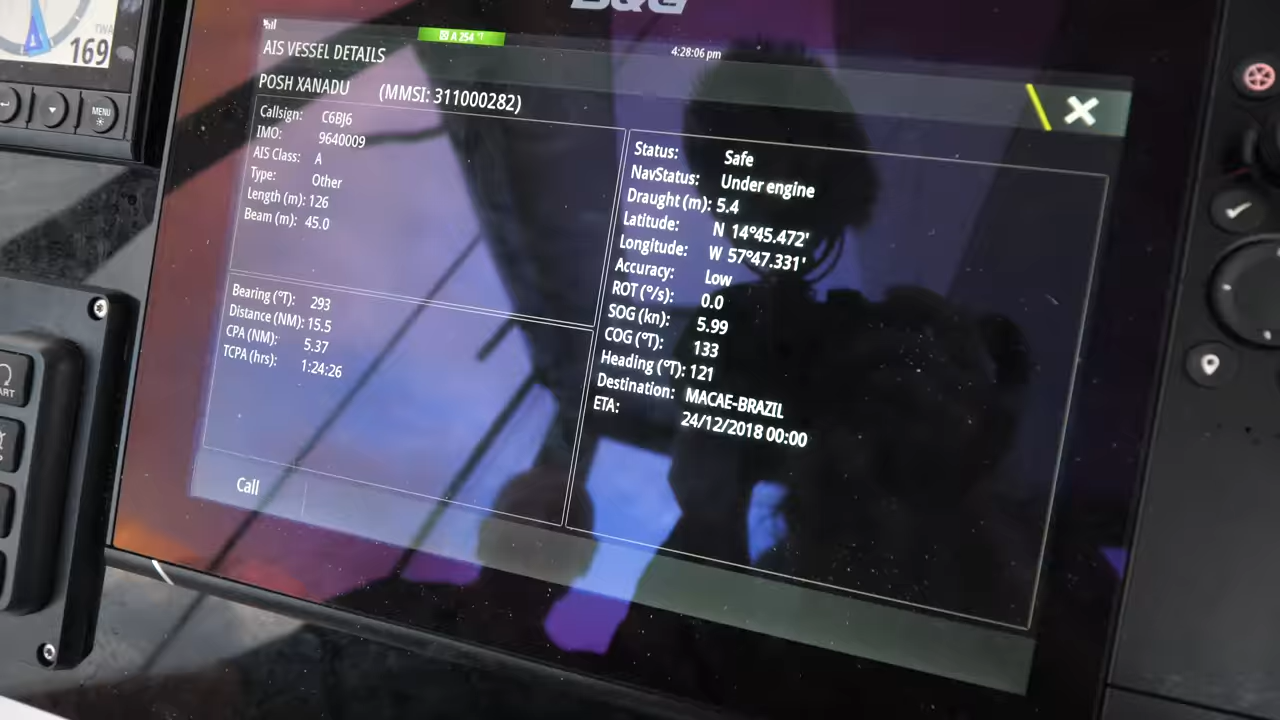 B&G
TWA
169
MENU
A 254 °T
4:28:06 pm
AIS VESSEL DETAILS
POSH XANADU (MMSI: 311000282)
Callsign: C6BJ6
IMO: 9640009
AIS Class: A
Type: Other
Length (m): 126
Beam (m): 45.0
Bearing (°T): 293
Distance (NM): 15.5
CPA (NM): 5.37
TCPA (hrs): 1:24:26
Status: Safe
NavStatus: Under engine
Draught (m): 5.4
Latitude: N 14°45.472'
Longitude: W 57°47.331'
Accuracy: Low
ROT (°/s): 0.0
SOG (kn): 5.99
COG (°T): 133
Heading (°T): 121
Destination: MACAE-BRAZIL
ETA: 24/12/2018 00:00
Call